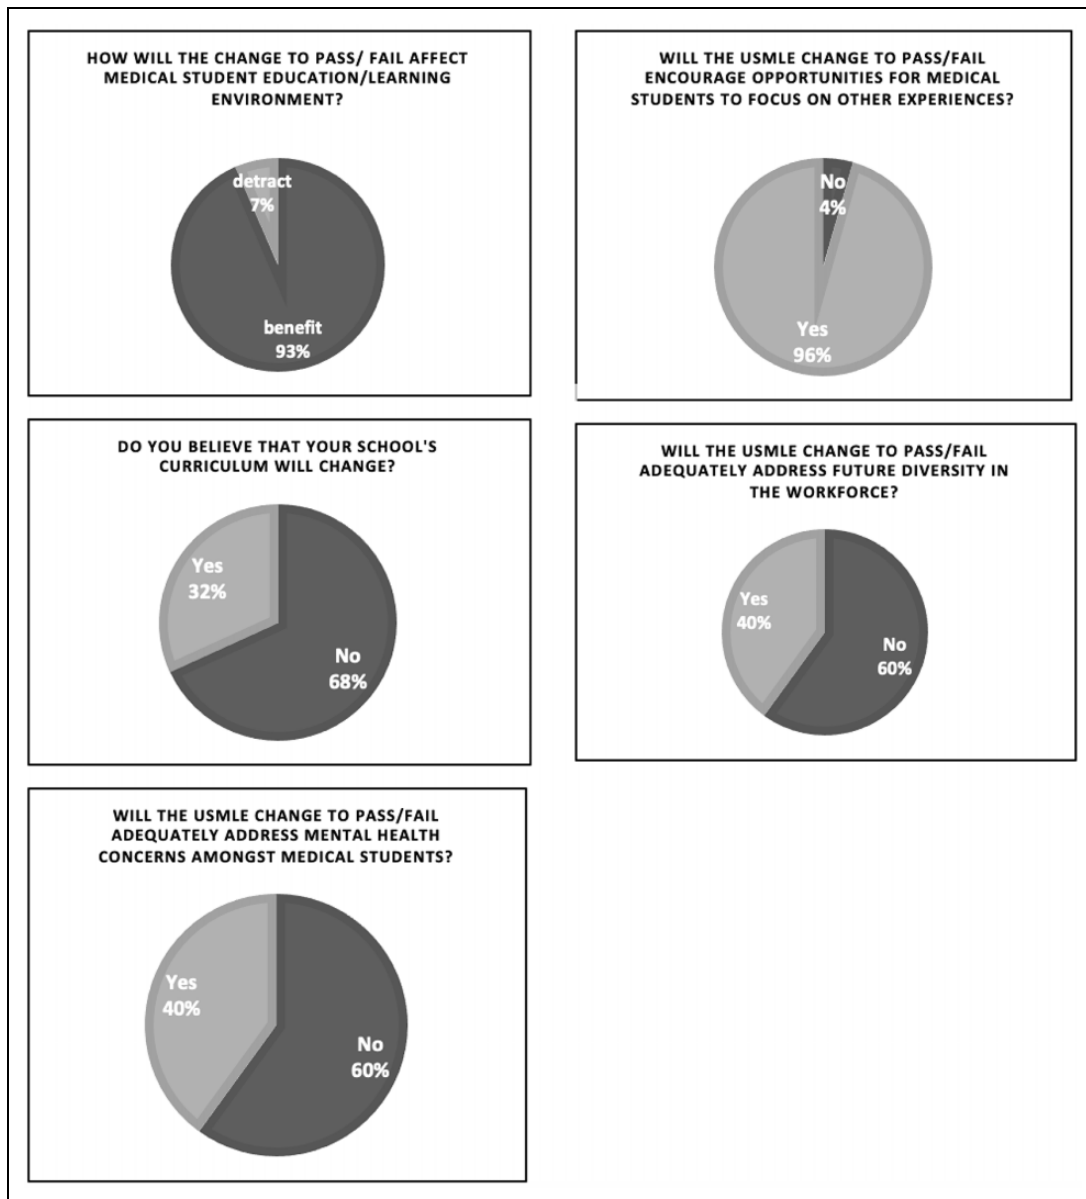 HOW WILL THE CHANGE TO PASS/ FAIL AFFECT
MEDICAL STUDENT EDUCATION/LEARNING
ENVIRONMENT?
detract
7%
benefit
93%
WILL THE USMLE CHANGE TO PASS/FAIL
ENCOURAGE OPPORTUNITIES FOR MEDICAL
STUDENTS TO FOCUS ON OTHER EXPERIENCES?
No
4%
Yes
96%
DO YOU BELIEVE THAT YOUR SCHOOL'S
CURRICULUM WILL CHANGE?
Yes
32%
No
68%
WILL THE USMLE CHANGE TO PASS/FAIL
ADEQUATELY ADDRESS FUTURE DIVERSITY IN
THE WORKFORCE?
Yes
40%
No
60%
WILL THE USMLE CHANGE TO PASS/FAIL
ADEQUATELY ADDRESS MENTAL HEALTH
CONCERNS AMONGST MEDICAL STUDENTS?
Yes
40%
No
60%